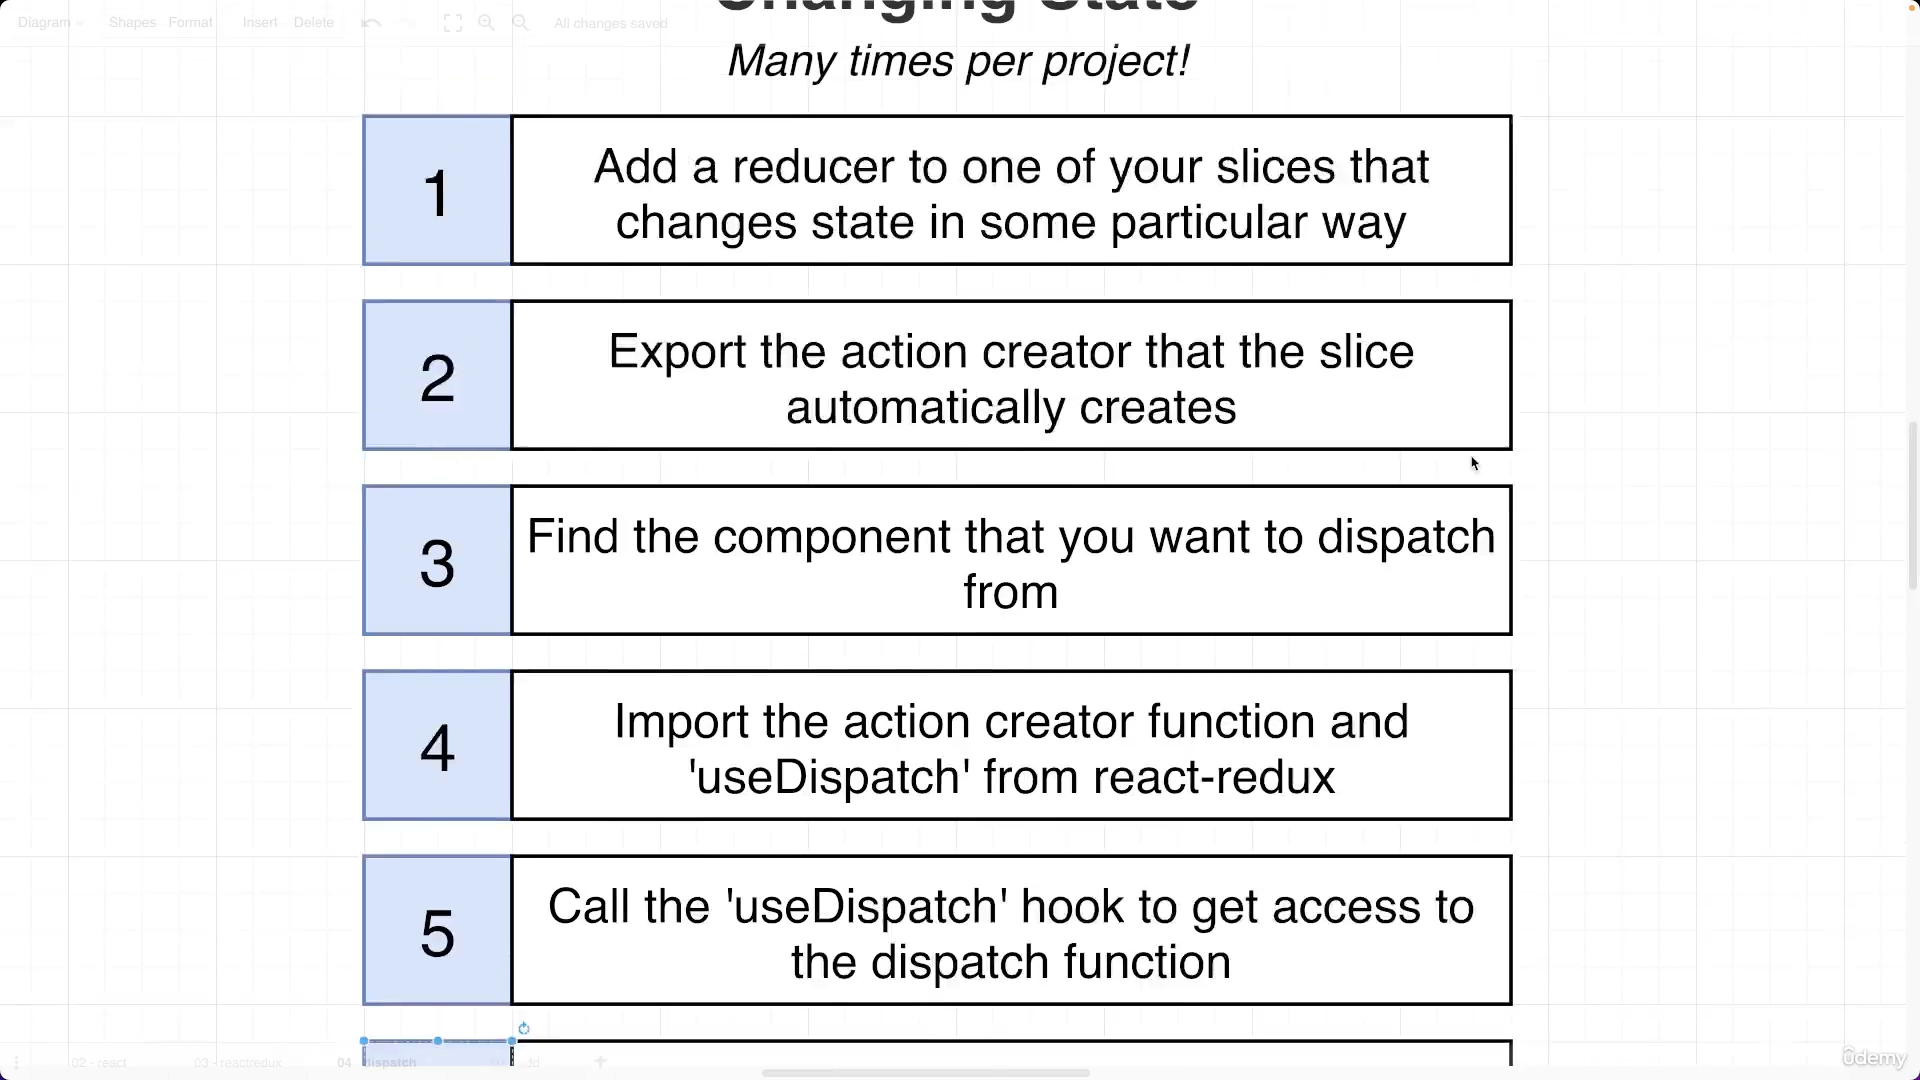 Diagram Shapes Format Insert Delete All changes saved
Changing State
Many times per project!
1
Add a reducer to one of your slices that
changes state in some particular way
2
Export the action creator that the slice
automatically creates
3
Find the component that you want to dispatch
from
4
Import the action creator function and
'useDispatch' from react-redux
5
Call the 'useDispatch' hook to get access to
the dispatch function
02 - react 03 - reactredux 04 dispatch
ûdemy